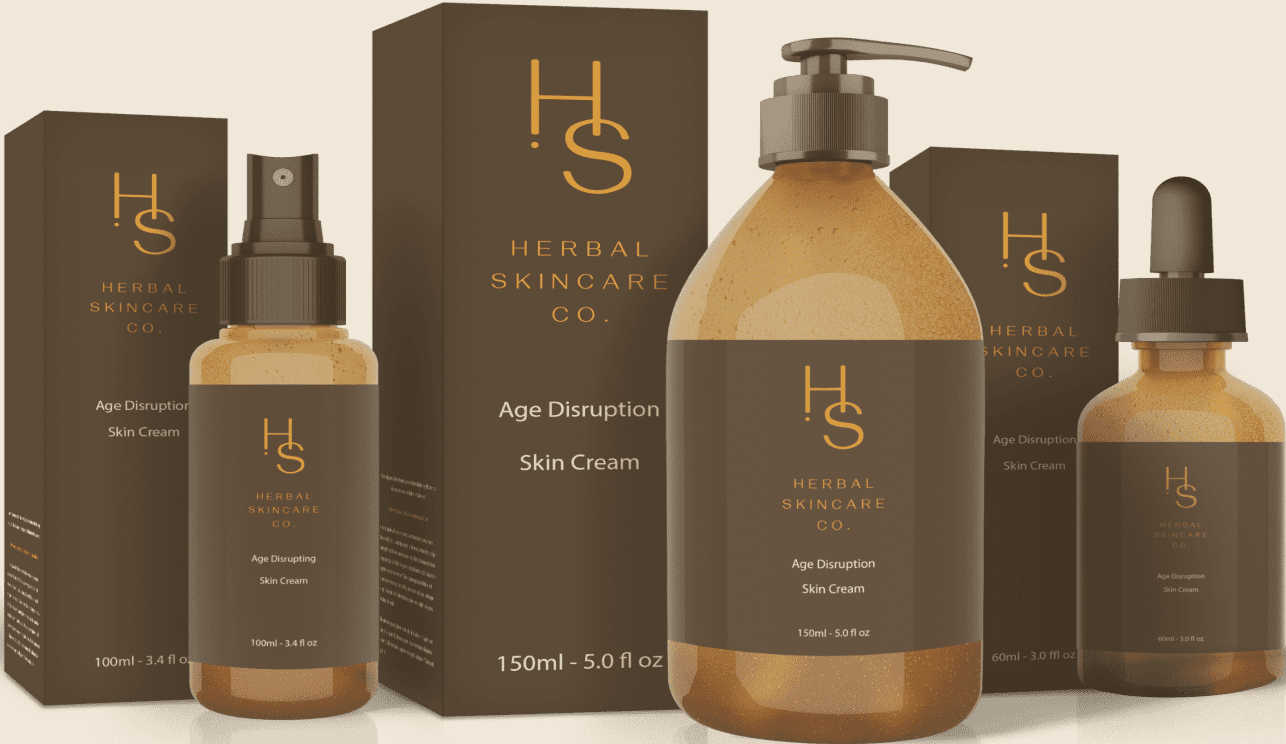 HS
HERBAL
SKINCARE
CO.
Age Disruption
Skin Cream
100ml - 3.4 fl oz
HS
HERBAL
SKINCARE
CO.
Age Disrupting
Skin Cream
100ml - 3.4 fl oz
HS
HERBAL
SKINCARE
CO.
Age Disruption
Skin Cream
150ml - 5.0 fl oz
HS
HERBAL
SKINCARE
CO.
Age Disruption
Skin Cream
150ml - 5.0 fl oz
HS
HERBAL
SKINCARE
CO.
Age Disruption
Skin Cream
60ml - 3.0 fl oz
HS
HERBAL
SKINCARE
CO.
Age Disruption
Skin Cream
60ml - 3.0 fl oz